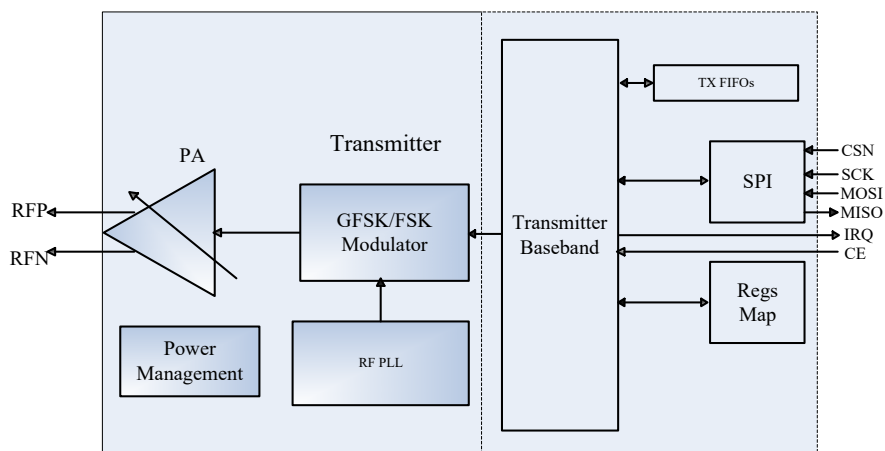 PA
Transmitter
RFP
RFN
GFSK/FSK
Modulator
Power
Management
RF PLL
Transmitter
Baseband
TX FIFOs
SPI
Regs
Map
CSN
SCK
MOSI
MISO
IRQ
CE